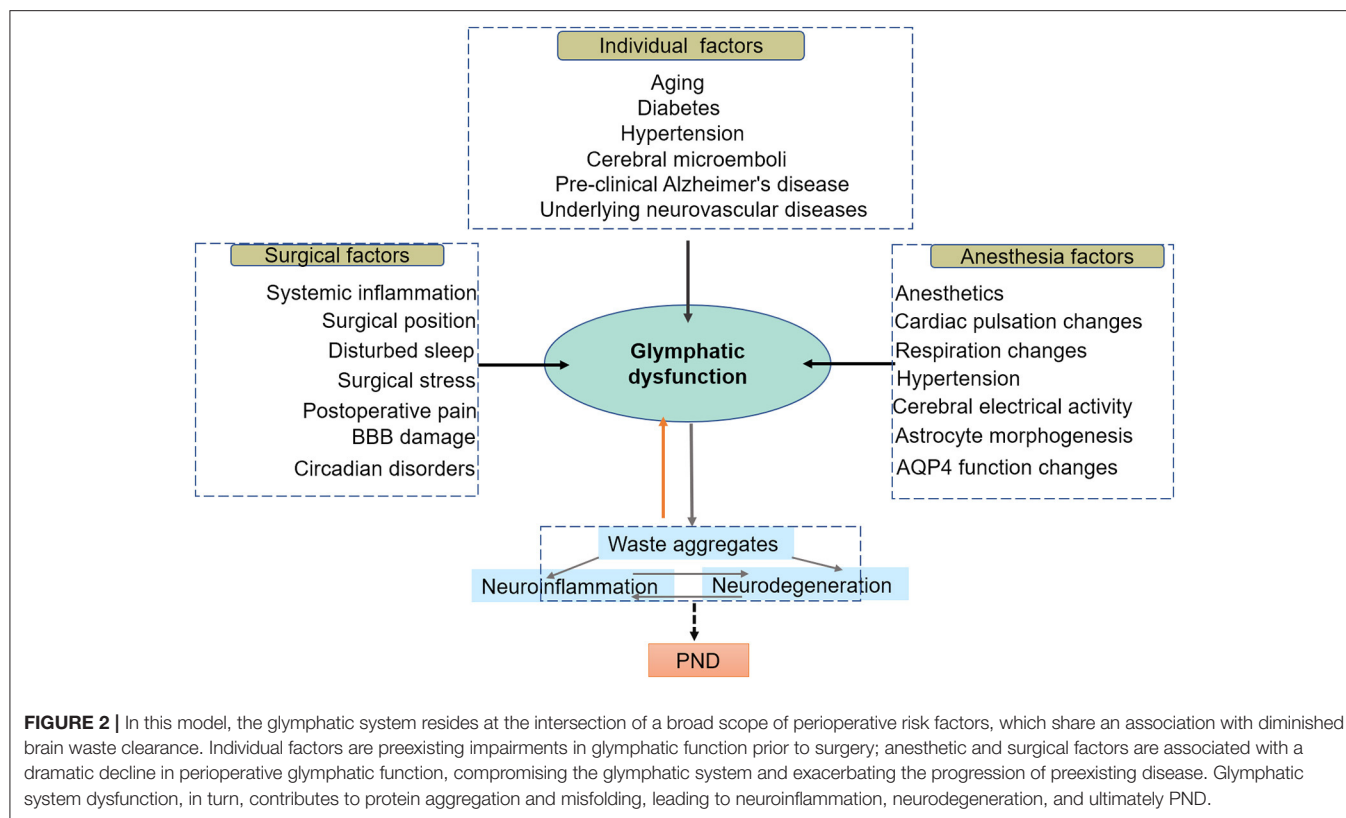 Individual factors
Aging
Diabetes
Hypertension
Cerebral microemboli
Pre-clinical Alzheimer's disease
Underlying neurovascular diseases
Surgical factors
Systemic inflammation
Surgical position
Disturbed sleep
Surgical stress
Postoperative pain
BBB damage
Circadian disorders
Glymphatic
dysfunction
Anesthesia factors
Anesthetics
Cardiac pulsation changes
Respiration changes
Hypertension
Cerebral electrical activity
Astrocyte morphogenesis
AQP4 function changes
Waste aggregates
Neuroinflammation
Neurodegeneration
PND
FIGURE 2 | In this model, the glymphatic system resides at the intersection of a broad scope of perioperative risk factors, which share an association with diminished
brain waste clearance. Individual factors are preexisting impairments in glymphatic function prior to surgery; anesthetic and surgical factors are associated with a
dramatic decline in perioperative glymphatic function, compromising the glymphatic system and exacerbating the progression of preexisting disease. Glymphatic
system dysfunction, in turn, contributes to protein aggregation and misfolding, leading to neuroinflammation, neurodegeneration, and ultimately PND.